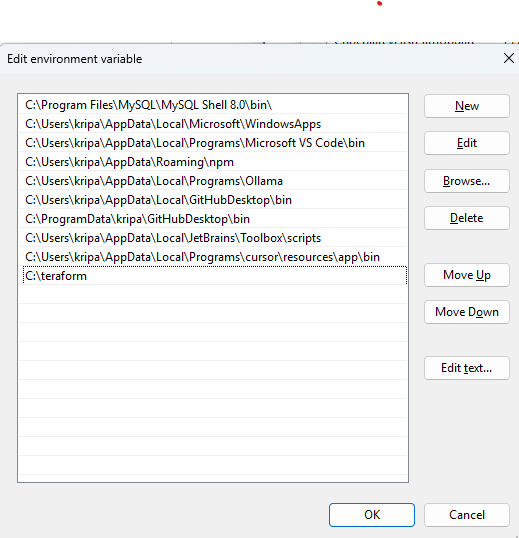 Edit environment variable
C:\Program Files\MySQL\MySQL Shell 8.0\bin\
C:\Users\kripa\AppData\Local\Microsoft\WindowsApps
C:\Users\kripa\AppData\Local\Programs\Microsoft VS Code\bin
C:\Users\kripa\AppData\Roaming\npm
C:\Users\kripa\AppData\Local\Programs\Ollama
C:\Users\kripa\AppData\Local\GitHubDesktop\bin
C:\ProgramData\kripa\GitHubDesktop\bin
C:\Users\kripa\AppData\Local\JetBrains\Toolbox\scripts
C:\Users\kripa\AppData\Local\Programs\cursor\resources\app\bin
C:\teraform
New
Edit
Browse...
Delete
Move Up
Move Down
Edit text...
OK
Cancel